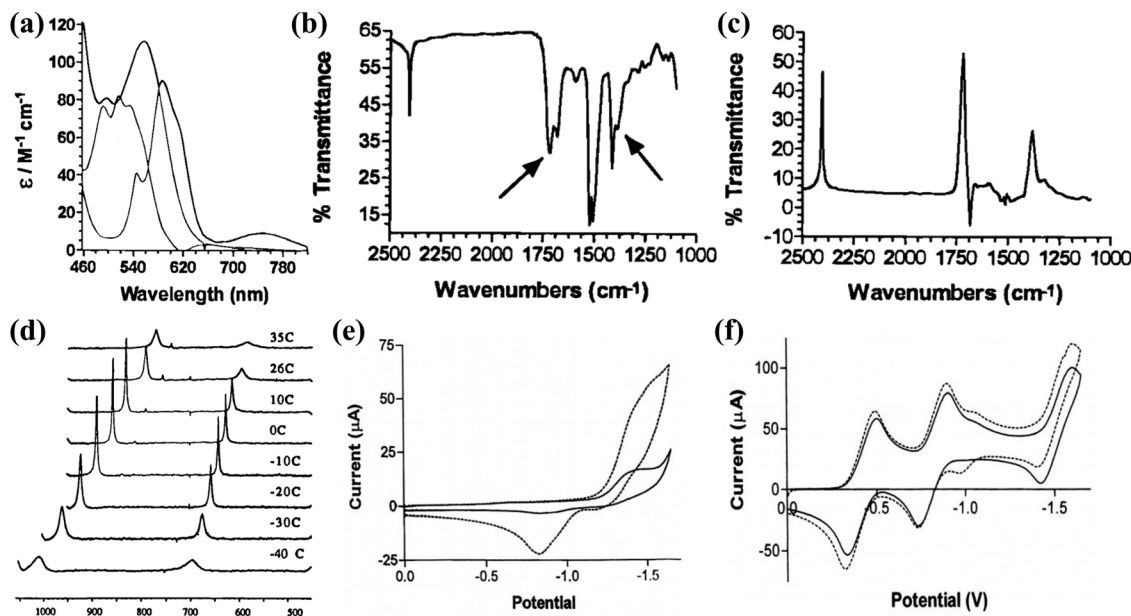 (a)
120
100
80
60
40
20
0
ε / M⁻¹ cm⁻¹
460 540 620 700 780
Wavelength (nm)
(b)
65
55
45
35
25
15
% Transmittance
2500 2000 1750 1500 1250 1000
Wavenumbers (cm⁻¹)
(c)
60
50
40
30
20
10
0
-10
% Transmittance
2500 2000 1750 1500 1250 1000
Wavenumbers (cm⁻¹)
(d)
35C
26C
10C
0C
-10C
-20C
-30C
-40 C
1000 900 800 700 600 500
(e)
75
50
25
0
-25
Current (µA)
0.0 -0.5 -1.0 -1.5
Potential
(f)
100
50
0
-50
Current (µA)
0.0 -0.5 -1.0 -1.5
Potential (V)